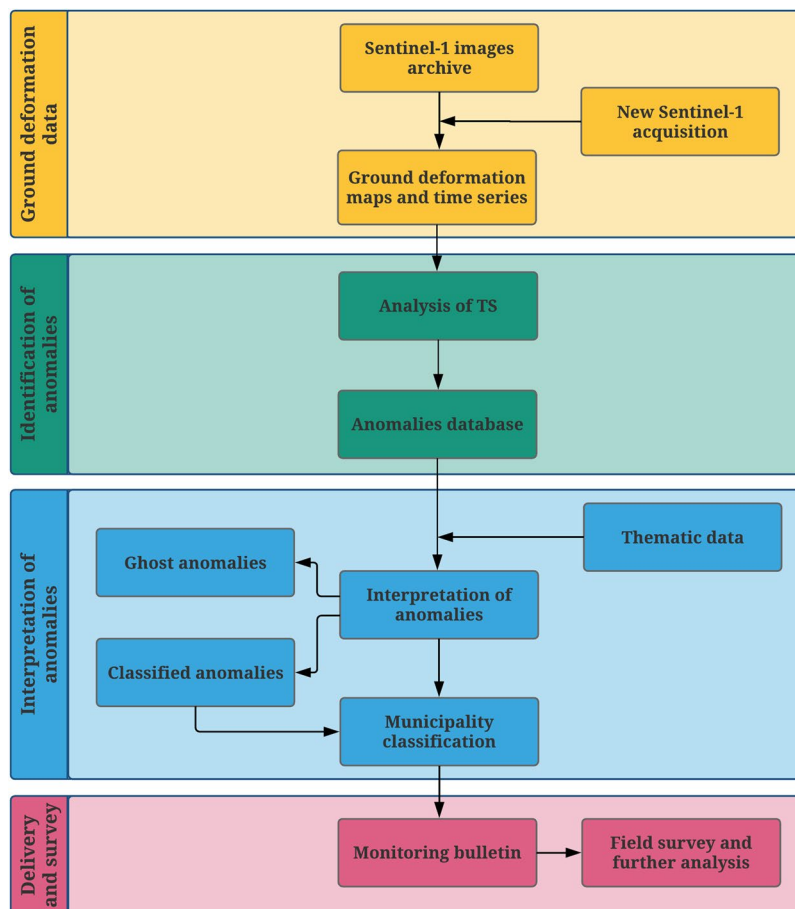 Ground deformation
data
Sentinel-1 images
archive
New Sentinel-1
acquisition
Ground deformation
maps and time series
Identification of
anomalies
Analysis of TS
Anomalies database
Interpretation of
anomalies
Thematic data
Ghost anomalies
Interpretation of
anomalies
Classified anomalies
Municipality
classification
Delivery
and survey
Monitoring bulletin
Field survey and
further analysis